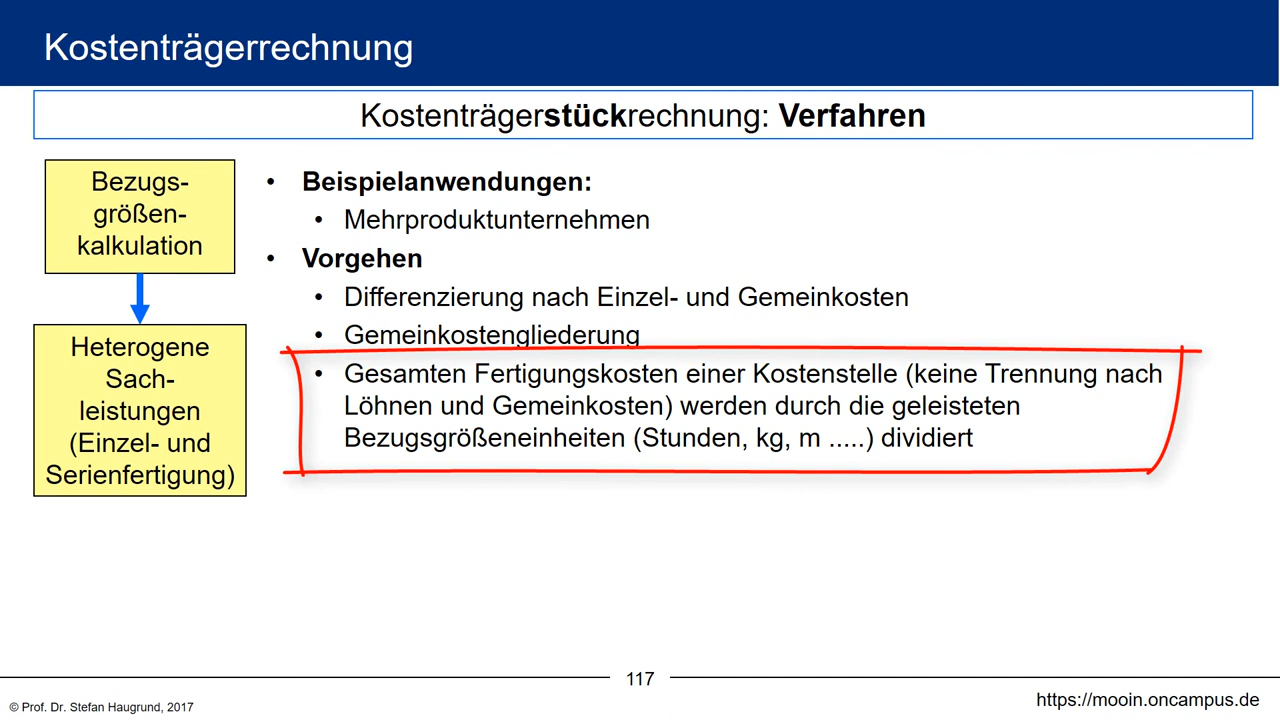 Kostenträgerrechnung
Kostenträgerstückrechnung: Verfahren
Bezugs-
größen-
kalkulation
Heterogene
Sach-
leistungen
(Einzel- und
Serienfertigung)
• Beispielanwendungen:
• Mehrproduktunternehmen
• Vorgehen
• Differenzierung nach Einzel- und Gemeinkosten
• Gemeinkostengliederung
• Gesamten Fertigungskosten einer Kostenstelle (keine Trennung nach
Löhnen und Gemeinkosten) werden durch die geleisteten
Bezugsgrößeneinheiten (Stunden, kg, m .....) dividiert
117
© Prof. Dr. Stefan Haugrund, 2017
https://mooin.oncampus.de